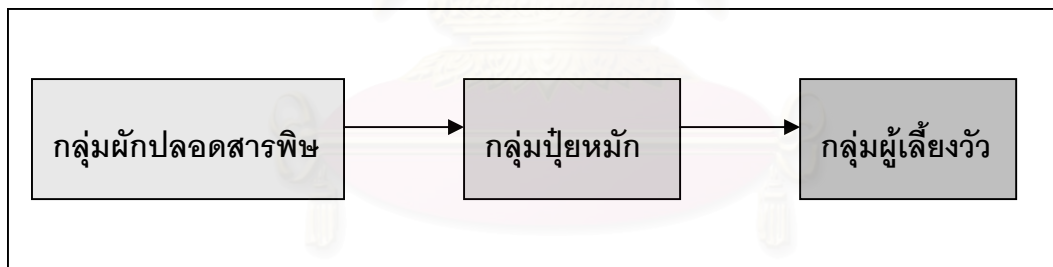 กลุ่มผักปลอดสารพิษ
กลุ่มปุ๋ยหมัก
กลุ่มผู้เลี้ยงวัว